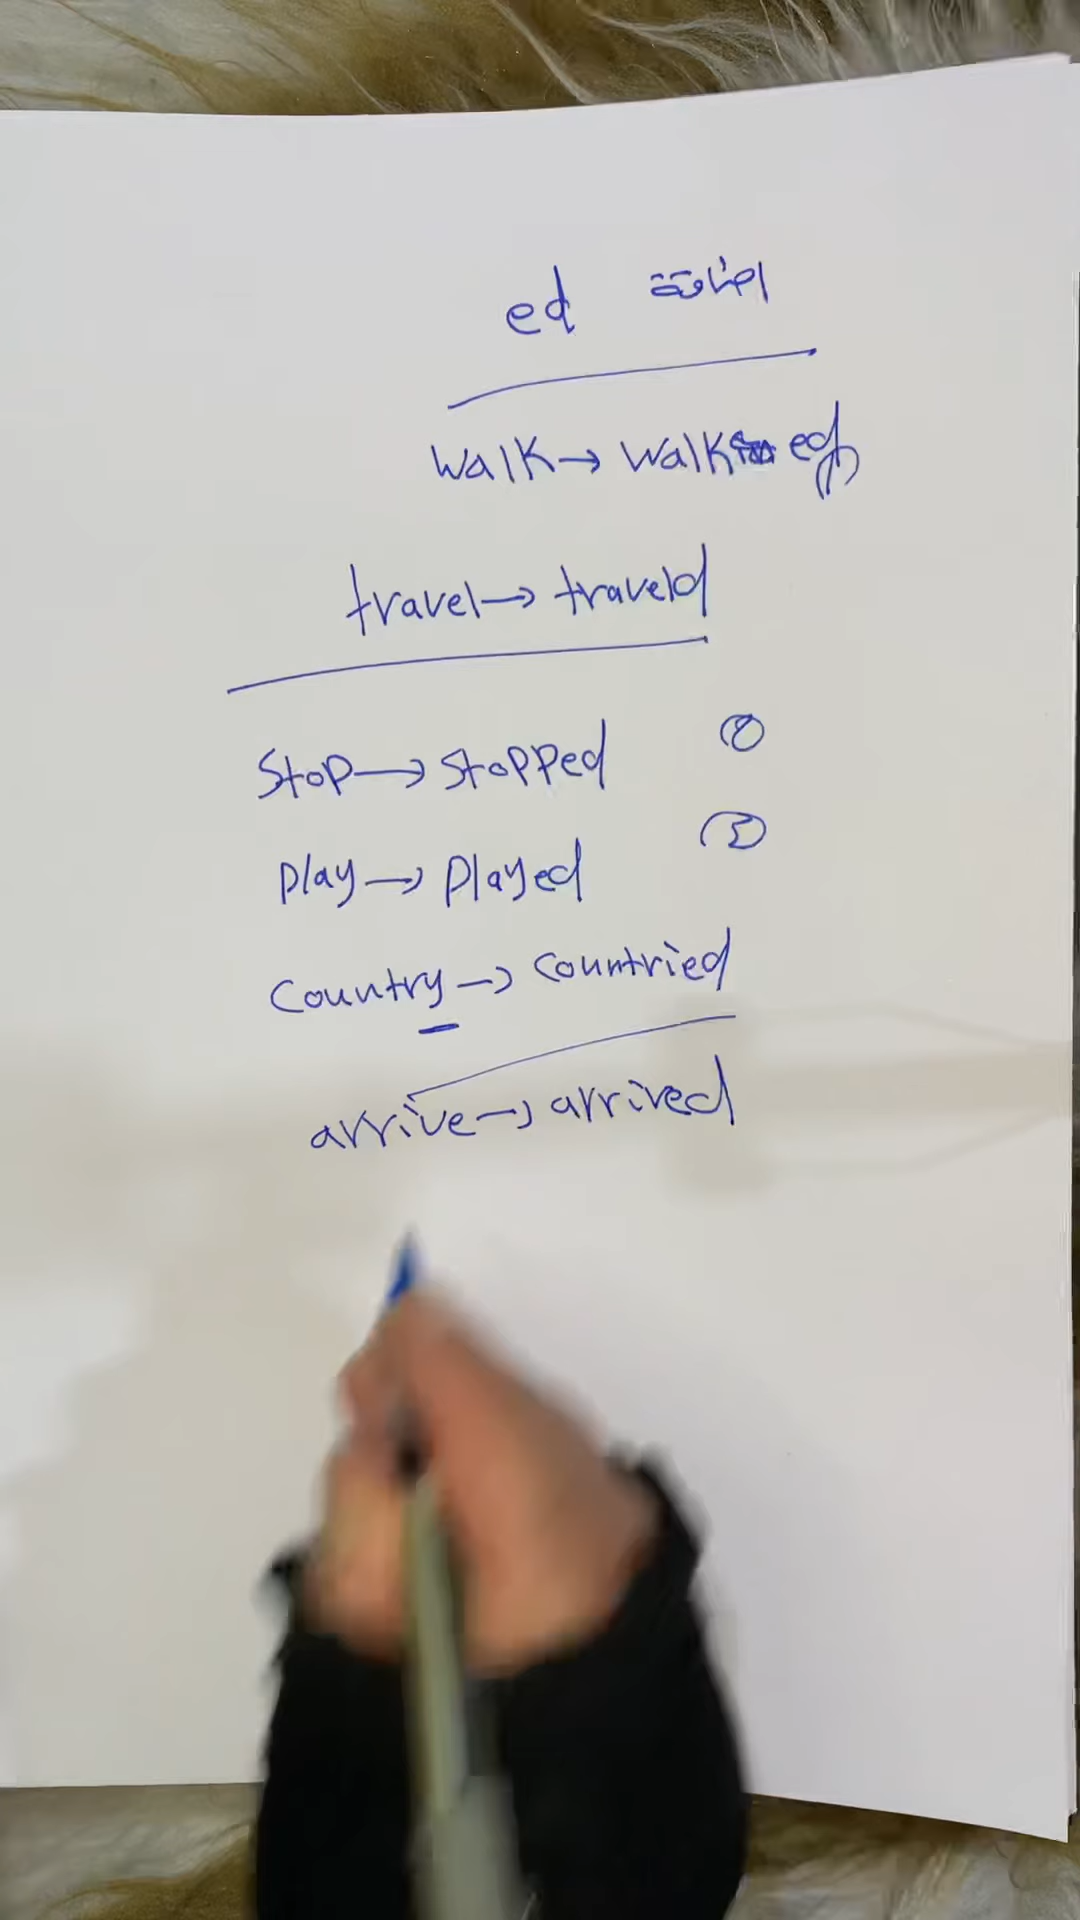 ed إضافة
walk → walked
travel → traveld
stop → stopped
play → played
country → countried
arrive → arrived